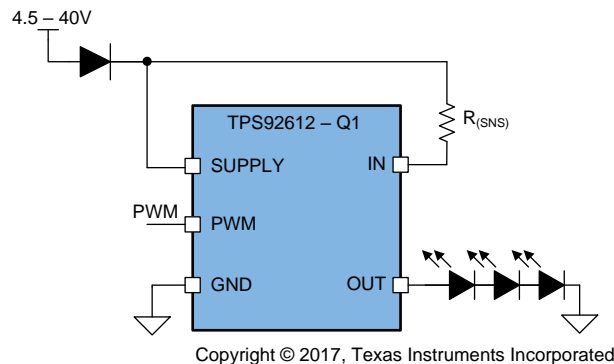 4.5 – 40V
TPS92612 – Q1
R(SNS)
SUPPLY
IN
PWM
PWM
GND
OUT
Copyright © 2017, Texas Instruments Incorporated